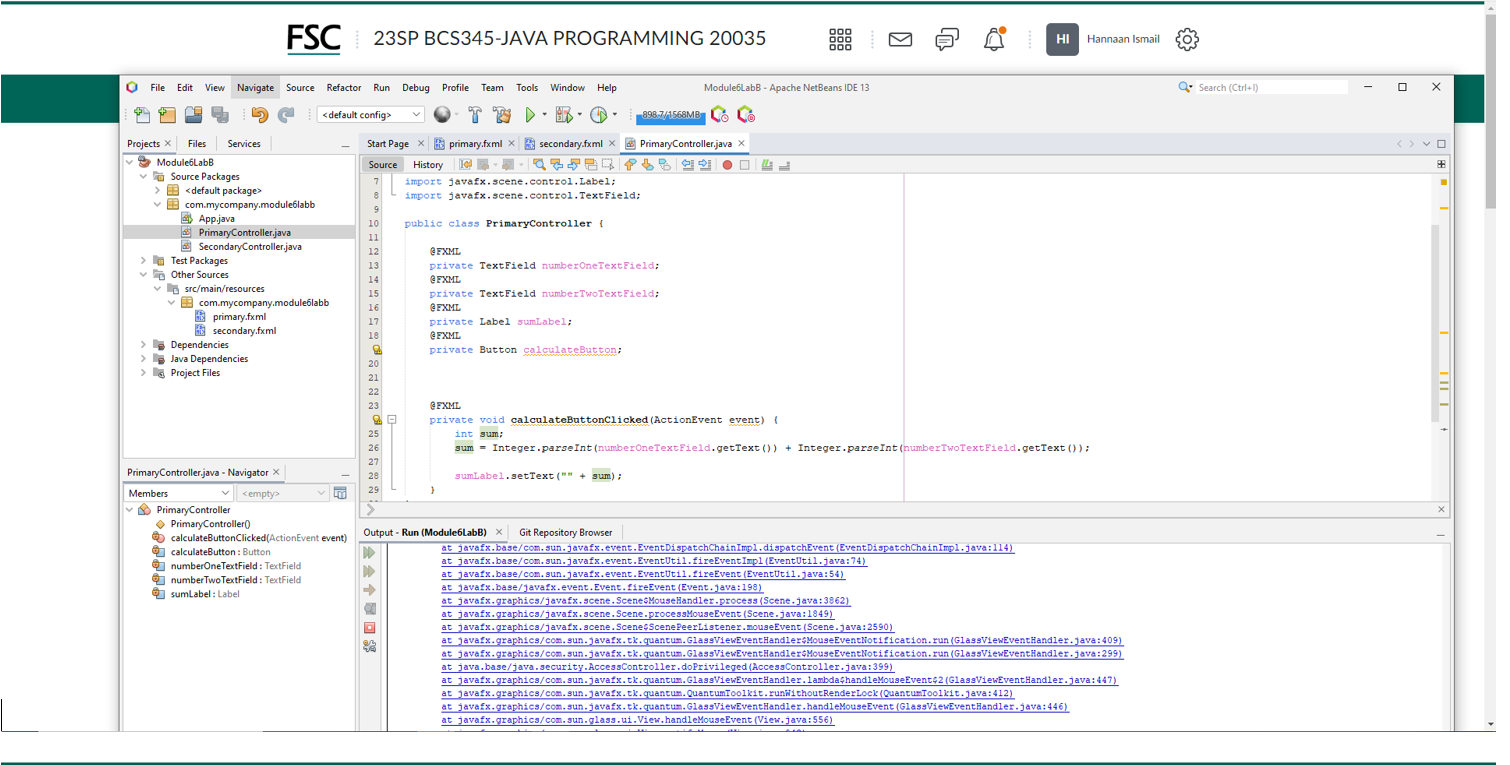 FSC 23SP BCS345-JAVA PROGRAMMING 20035 HI Hannaan Ismail
File Edit View Navigate Source Refactor Run Debug Profile Team Tools Window Help Module6LabB - Apache NetBeans IDE 13 Search (Ctrl+I)
<default config> 898.7/1568MB
Projects Files Services
Module6LabB
Source Packages
<default package>
com.mycompany.module6labb
App.java
PrimaryController.java
SecondaryController.java
Test Packages
Other Sources
src/main/resources
com.mycompany.module6labb
primary.fxml
secondary.fxml
Dependencies
Java Dependencies
Project Files
PrimaryController.java - Navigator
Members <empty>
PrimaryController
PrimaryController()
calculateButtonClicked(ActionEvent event)
calculateButton : Button
numberOneTextField : TextField
numberTwoTextField : TextField
sumLabel : Label
Start Page primary.fxml secondary.fxml PrimaryController.java
Source History
7 import javafx.scene.control.Label;
8 import javafx.scene.control.TextField;
9
10 public class PrimaryController {
11
12 @FXML
13 private TextField numberOneTextField;
14 @FXML
15 private TextField numberTwoTextField;
16 @FXML
17 private Label sumLabel;
18 @FXML
private Button calculateButton;
20
21
22
23 @FXML
private void calculateButtonClicked(ActionEvent event) {
25 int sum;
26 sum = Integer.parseInt(numberOneTextField.getText()) + Integer.parseInt(numberTwoTextField.getText());
27
28 sumLabel.setText("" + sum);
29 }
Output - Run (Module6LabB) Git Repository Browser
at javafx.base/com.sun.javafx.event.EventDispatchChainImpl.dispatchEvent(EventDispatchChainImpl.java:114)
at javafx.base/com.sun.javafx.event.EventUtil.fireEventImpl(EventUtil.java:74)
at javafx.base/com.sun.javafx.event.EventUtil.fireEvent(EventUtil.java:54)
at javafx.base/javafx.event.Event.fireEvent(Event.java:198)
at javafx.graphics/javafx.scene.Scene$MouseHandler.process(Scene.java:3862)
at javafx.graphics/javafx.scene.Scene.processMouseEvent(Scene.java:1849)
at javafx.graphics/javafx.scene.Scene$ScenePeerListener.mouseEvent(Scene.java:2590)
at javafx.graphics/com.sun.javafx.tk.quantum.GlassViewEventHandler$MouseEventNotification.run(GlassViewEventHandler.java:409)
at javafx.graphics/com.sun.javafx.tk.quantum.GlassViewEventHandler$MouseEventNotification.run(GlassViewEventHandler.java:299)
at java.base/java.security.AccessController.doPrivileged(AccessController.java:399)
at javafx.graphics/com.sun.javafx.tk.quantum.GlassViewEventHandler.lambda$handleMouseEvent$2(GlassViewEventHandler.java:447)
at javafx.graphics/com.sun.javafx.tk.quantum.QuantumToolkit.runWithoutRenderLock(QuantumToolkit.java:412)
at javafx.graphics/com.sun.javafx.tk.quantum.GlassViewEventHandler.handleMouseEvent(GlassViewEventHandler.java:446)
at javafx.graphics/com.sun.glass.ui.View.handleMouseEvent(View.java:556)